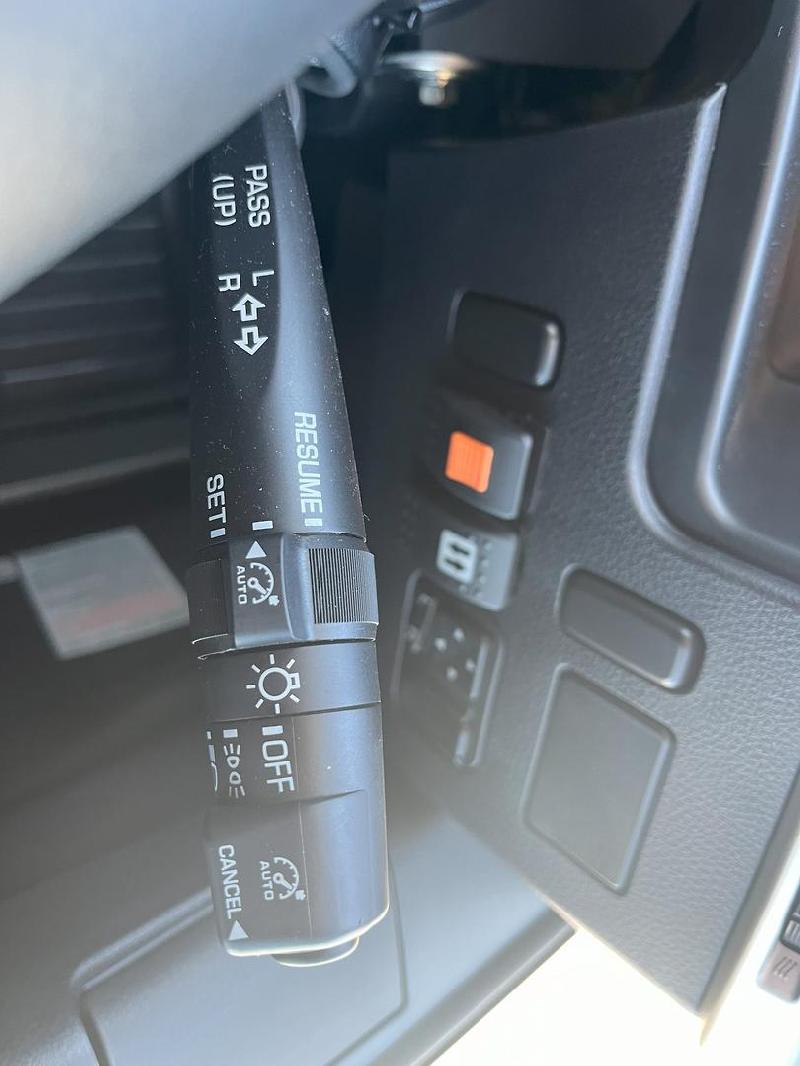 PASS
(UP)
L
R
RESUME
SET
AUTO
OFF
AUTO
CANCEL